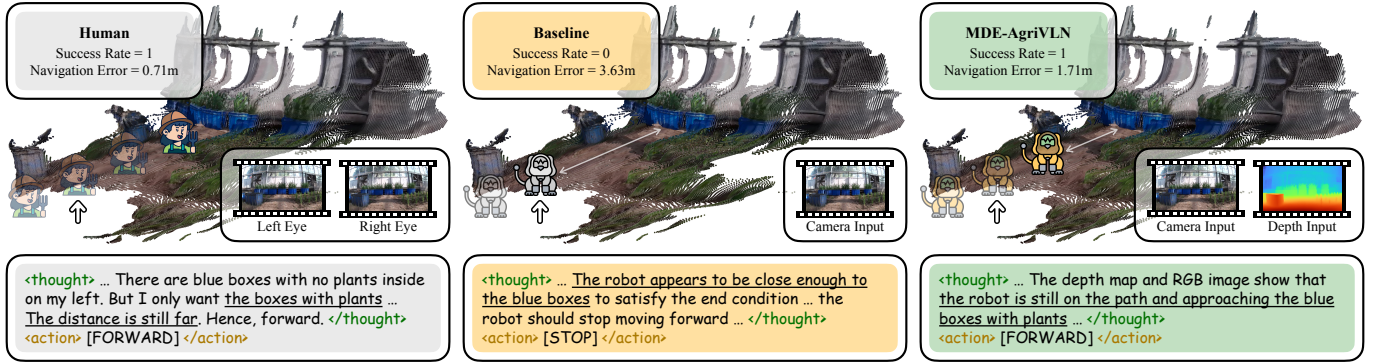 Human
Success Rate = 1
Navigation Error = 0.71m
Left Eye
Right Eye
<thought> ... There are blue boxes with no plants inside
on my left. But I only want the boxes with plants ...
The distance is still far. Hence, forward. </thought>
<action> [FORWARD] </action>
Baseline
Success Rate = 0
Navigation Error = 3.63m
Camera Input
<thought> ... The robot appears to be close enough to
the blue boxes to satisfy the end condition ... the
robot should stop moving forward ... </thought>
<action> [STOP] </action>
MDE-AgriVLN
Success Rate = 1
Navigation Error = 1.71m
Camera Input
Depth Input
<thought> ... The depth map and RGB image show that
the robot is still on the path and approaching the blue
boxes with plants ... </thought>
<action> [FORWARD] </action>